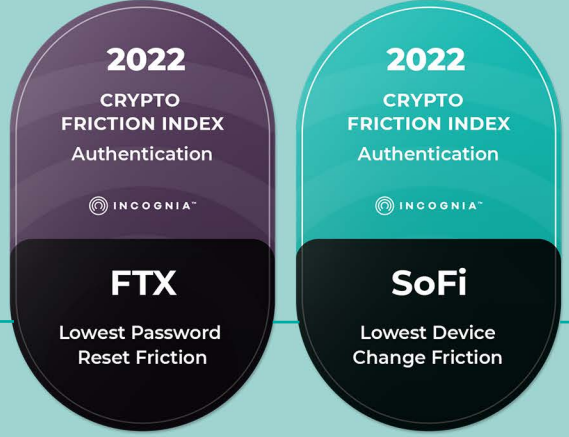 2022
CRYPTO
FRICTION INDEX
Authentication
INCOGNIA™
FTX
Lowest Password
Reset Friction
2022
CRYPTO
FRICTION INDEX
Authentication
INCOGNIA™
SoFi
Lowest Device
Change Friction